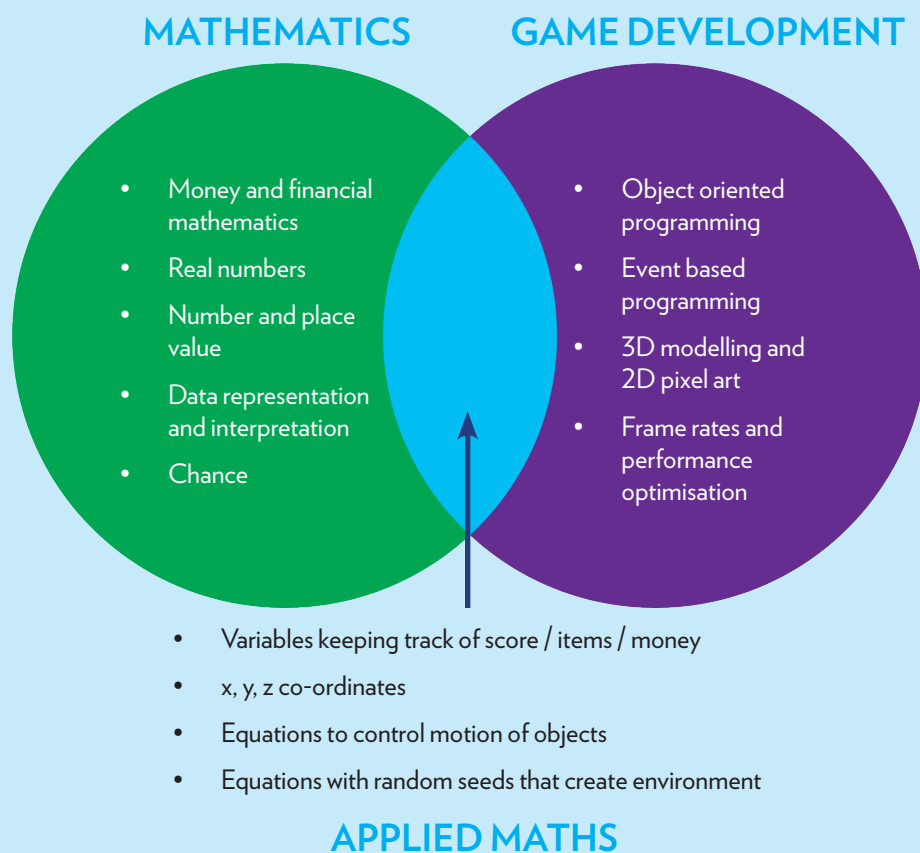 MATHEMATICS
GAME DEVELOPMENT
• Money and financial
mathematics
• Real numbers
• Number and place
value
• Data representation
and interpretation
• Chance
• Object oriented
programming
• Event based
programming
• 3D modelling and
2D pixel art
• Frame rates and
performance
optimisation
• Variables keeping track of score / items / money
• x, y, z co-ordinates
• Equations to control motion of objects
• Equations with random seeds that create environment
APPLIED MATHS